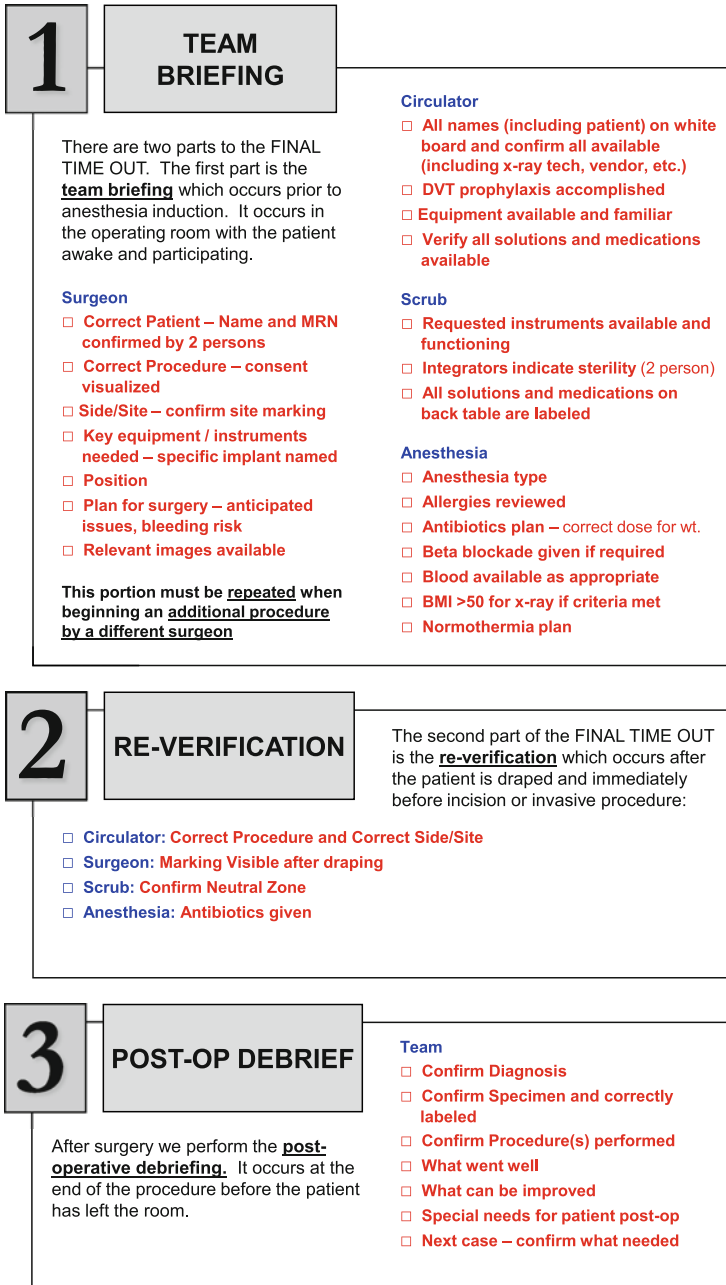 1
TEAM
BRIEFING
There are two parts to the FINAL
TIME OUT. The first part is the
team briefing which occurs prior to
anesthesia induction. It occurs in
the operating room with the patient
awake and participating.
Surgeon
☐ Correct Patient – Name and MRN
confirmed by 2 persons
☐ Correct Procedure – consent
visualized
☐ Side/Site – confirm site marking
☐ Key equipment / instruments
needed – specific implant named
☐ Position
☐ Plan for surgery – anticipated
issues, bleeding risk
☐ Relevant images available
This portion must be repeated when
beginning an additional procedure
by a different surgeon
Circulator
☐ All names (including patient) on white
board and confirm all available
(including x-ray tech, vendor, etc.)
☐ DVT prophylaxis accomplished
☐ Equipment available and familiar
☐ Verify all solutions and medications
available
Scrub
☐ Requested instruments available and
functioning
☐ Integrators indicate sterility (2 person)
☐ All solutions and medications on
back table are labeled
Anesthesia
☐ Anesthesia type
☐ Allergies reviewed
☐ Antibiotics plan – correct dose for wt.
☐ Beta blockade given if required
☐ Blood available as appropriate
☐ BMI >50 for x-ray if criteria met
☐ Normothermia plan
2
RE-VERIFICATION
The second part of the FINAL TIME OUT
is the re-verification which occurs after
the patient is draped and immediately
before incision or invasive procedure:
☐ Circulator: Correct Procedure and Correct Side/Site
☐ Surgeon: Marking Visible after draping
☐ Scrub: Confirm Neutral Zone
☐ Anesthesia: Antibiotics given
3
POST-OP DEBRIEF
After surgery we perform the post-
operative debriefing. It occurs at the
end of the procedure before the patient
has left the room.
Team
☐ Confirm Diagnosis
☐ Confirm Specimen and correctly
labeled
☐ Confirm Procedure(s) performed
☐ What went well
☐ What can be improved
☐ Special needs for patient post-op
☐ Next case – confirm what needed